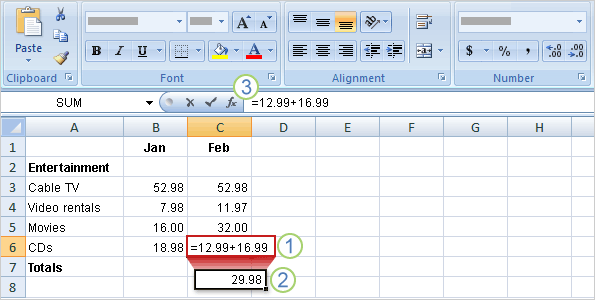 Paste
B I U A A
A
$ % ,
.00 .0
Clipboard Font Alignment Number
SUM fx =12.99+16.99
3
A B C D E F G H
1 Jan Feb
2 Entertainment
3 Cable TV 52.98 52.98
4 Video rentals 7.98 11.97
5 Movies 16.00 32.00
6 CDs 18.98 =12.99+16.99 1
7 Totals
29.98 2
8